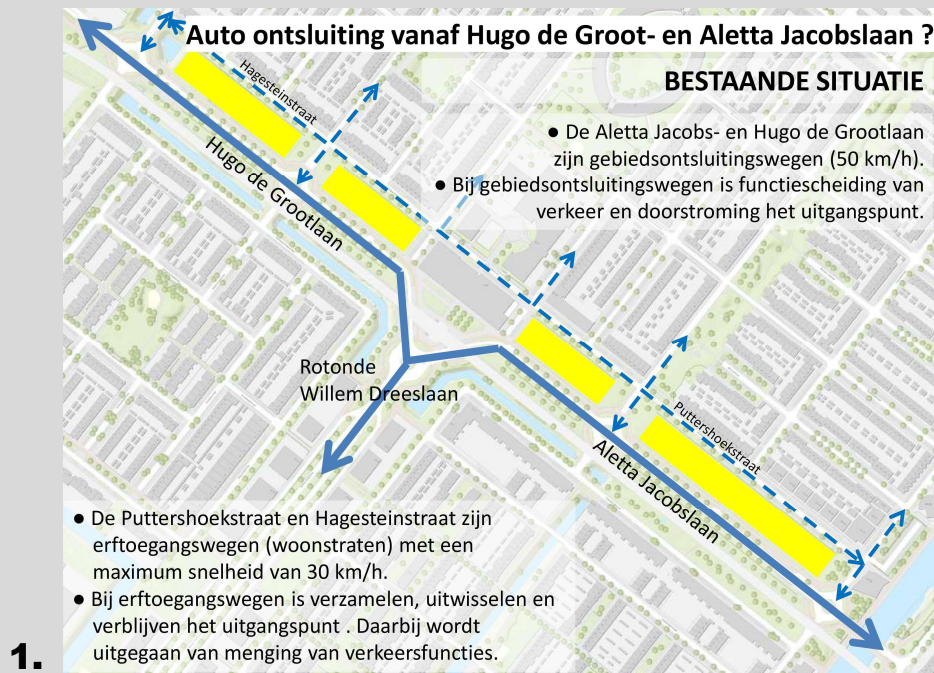 Auto ontsluiting vanaf Hugo de Groot- en Aletta Jacobslaan ?
BESTAANDE SITUATIE
● De Aletta Jacobs- en Hugo de Grootlaan
zijn gebiedsontsluitingswegen (50 km/h).
● Bij gebiedsontsluitingswegen is functiescheiding van
verkeer en doorstroming het uitgangspunt.
Hagesteinstraat
Hugo de Grootlaan
Rotonde
Willem Dreeslaan
Puttershoekstraat
Aletta Jacobslaan
● De Puttershoekstraat en Hagesteinstraat zijn
erftoegangswegen (woonstraten) met een
maximum snelheid van 30 km/h.
● Bij erftoegangswegen is verzamelen, uitwisselen en
verblijven het uitgangspunt . Daarbij wordt
uitgegaan van menging van verkeersfuncties.
1.